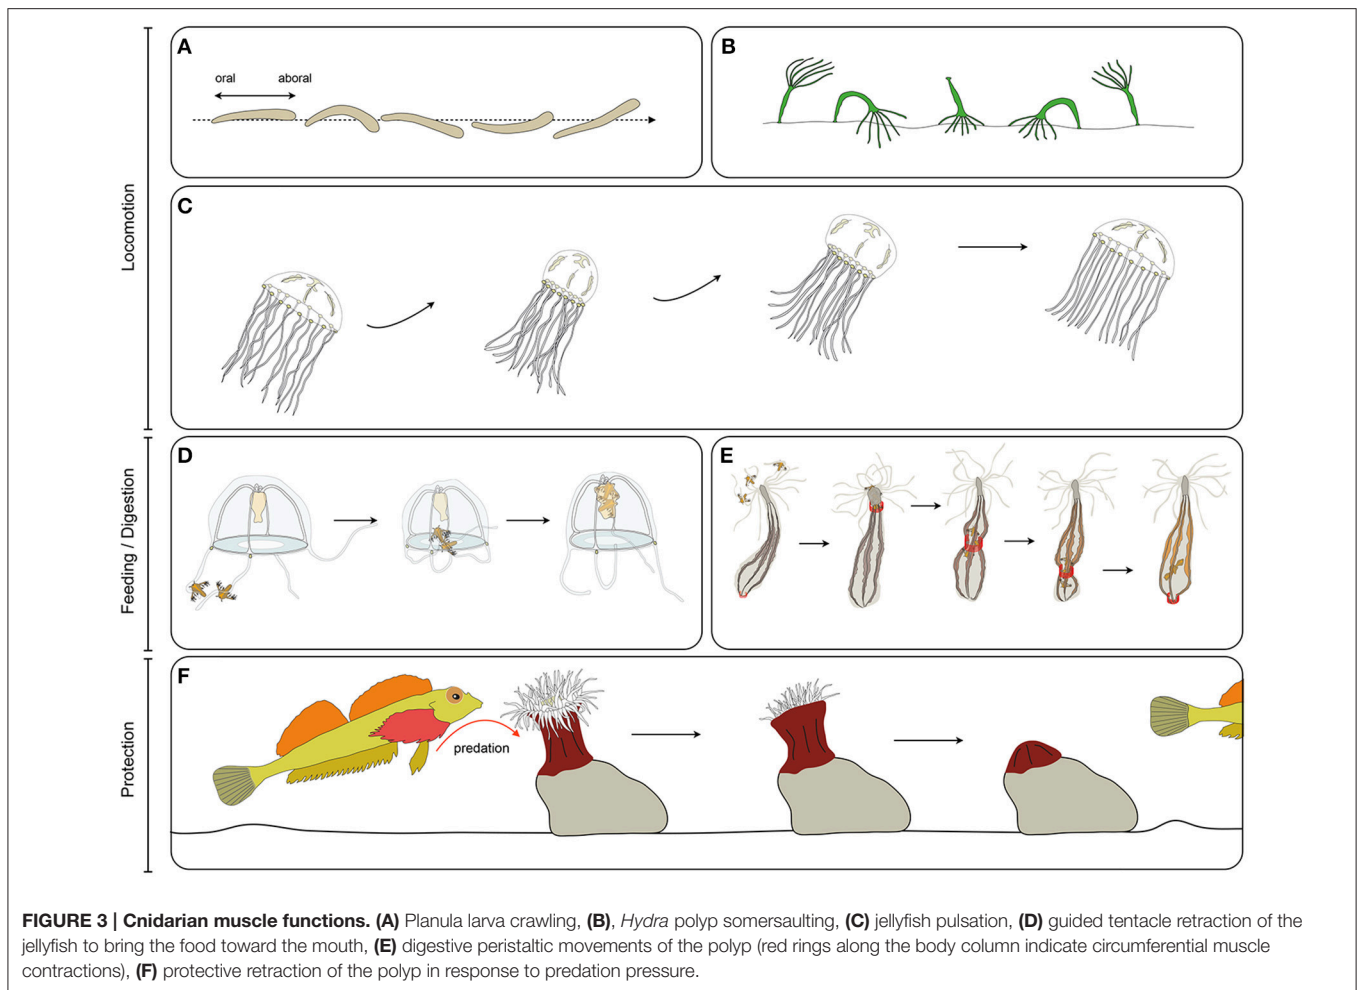 Locomotion
A
oral aboral
B
C
Feeding / Digestion
D
E
Protection
F
predation
FIGURE 3 | Cnidarian muscle functions. (A) Planula larva crawling, (B), Hydra polyp somersaulting, (C) jellyfish pulsation, (D) guided tentacle retraction of the
jellyfish to bring the food toward the mouth, (E) digestive peristaltic movements of the polyp (red rings along the body column indicate circumferential muscle
contractions), (F) protective retraction of the polyp in response to predation pressure.